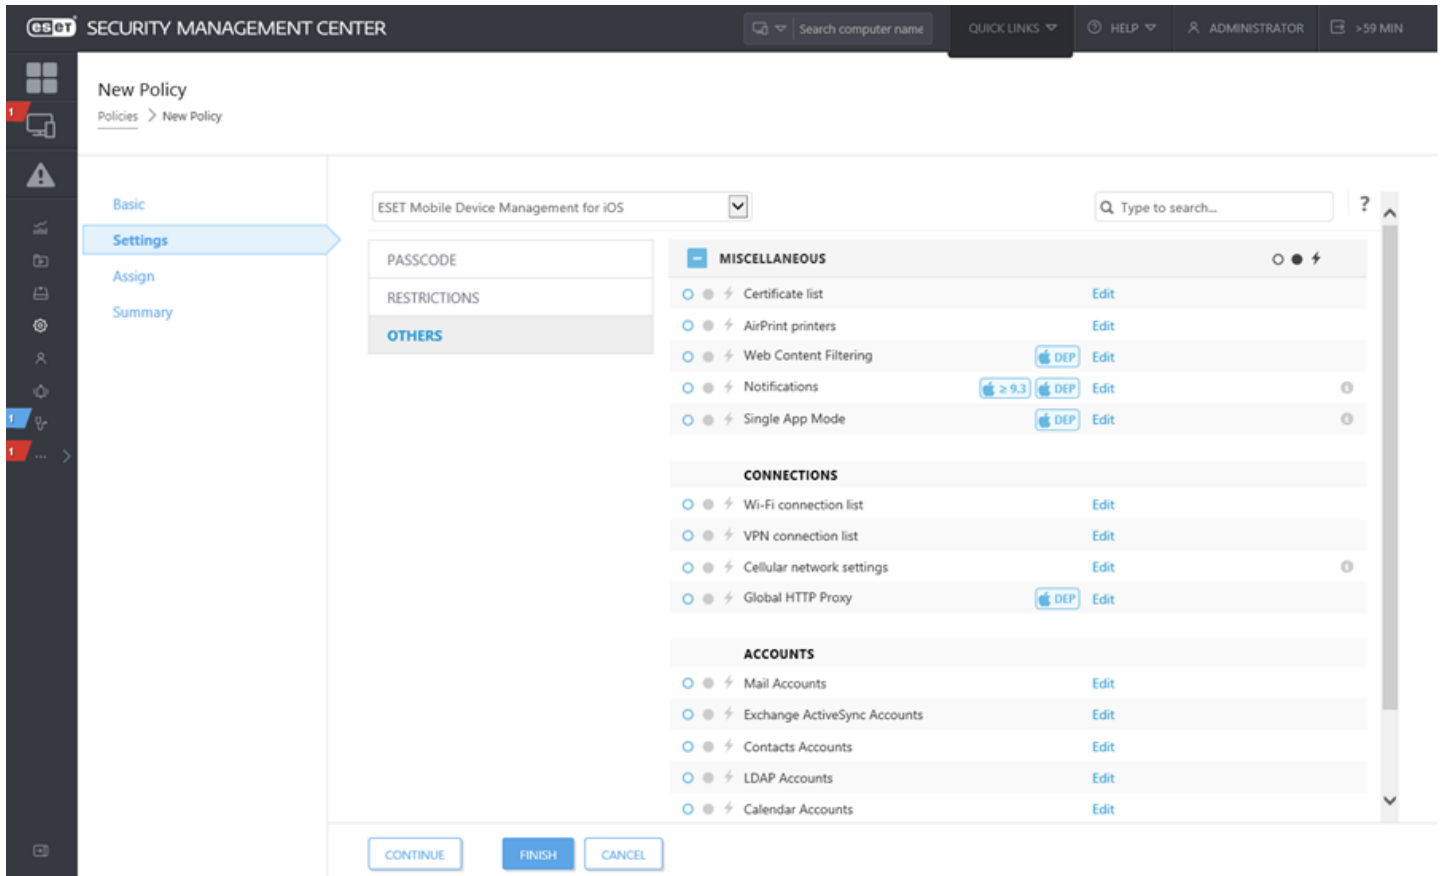 eset SECURITY MANAGEMENT CENTER Search computer name QUICK LINKS HELP ADMINISTRATOR >59 MIN
New Policy
Policies > New Policy
1
1
1
...
Basic
Settings
Assign
Summary
ESET Mobile Device Management for iOS
Type to search...
?
PASSCODE
RESTRICTIONS
OTHERS
MISCELLANEOUS
Certificate list Edit
AirPrint printers Edit
Web Content Filtering DEP Edit
Notifications ≥ 9.3 DEP Edit
Single App Mode DEP Edit
CONNECTIONS
Wi-Fi connection list Edit
VPN connection list Edit
Cellular network settings Edit
Global HTTP Proxy DEP Edit
ACCOUNTS
Mail Accounts Edit
Exchange ActiveSync Accounts Edit
Contacts Accounts Edit
LDAP Accounts Edit
Calendar Accounts Edit
CONTINUE FINISH CANCEL